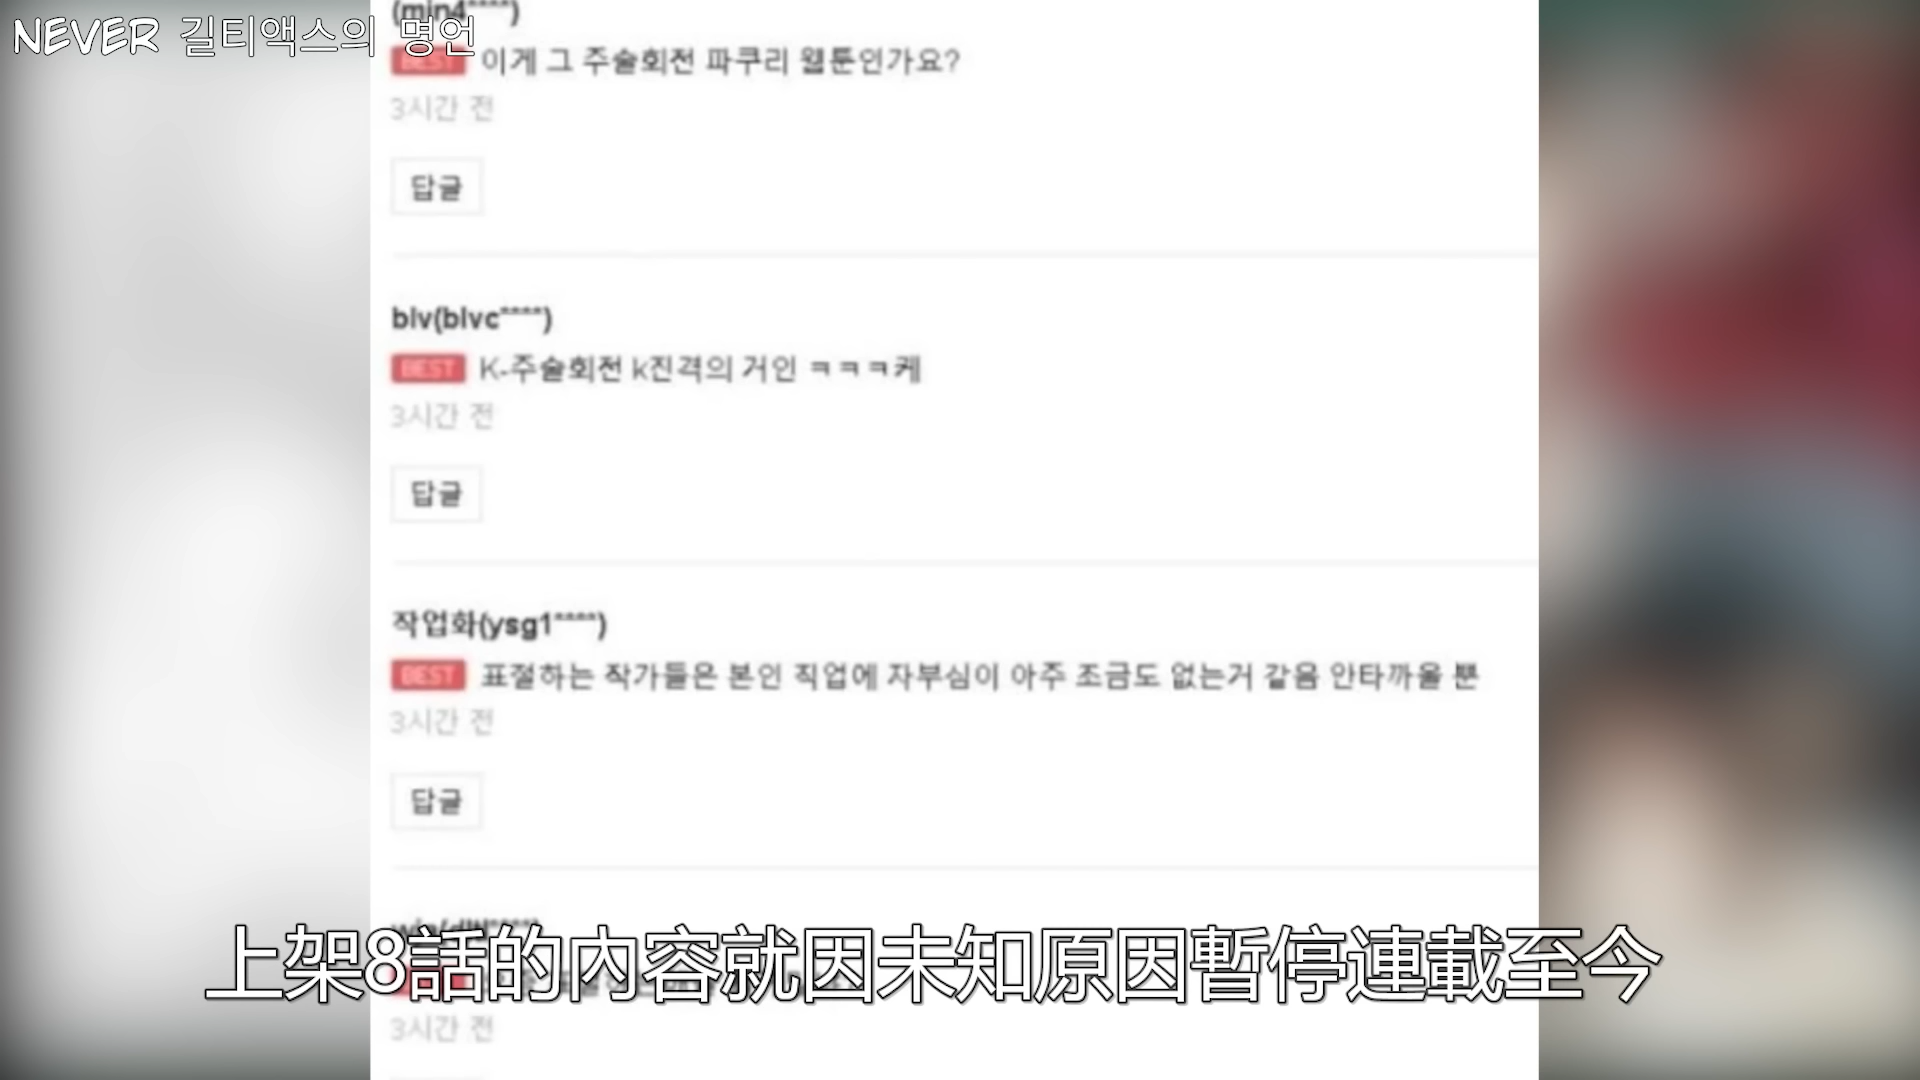 NEVER 길티액스의 명언
(min4****)
BEST 이게 그 주술회전 파쿠리 웹툰인가요?
3시간 전
답글
blv(blvc****)
BEST K-주술회전 k진격의 거인 ㅋㅋㅋ케
3시간 전
답글
작업화(ysg1****)
BEST 표절하는 작가들은 본인 직업에 자부심이 아주 조금도 없는거 같음 안타까울 뿐
3시간 전
답글
上架8話的內容就因未知原因暫停連載至今
3시간 전